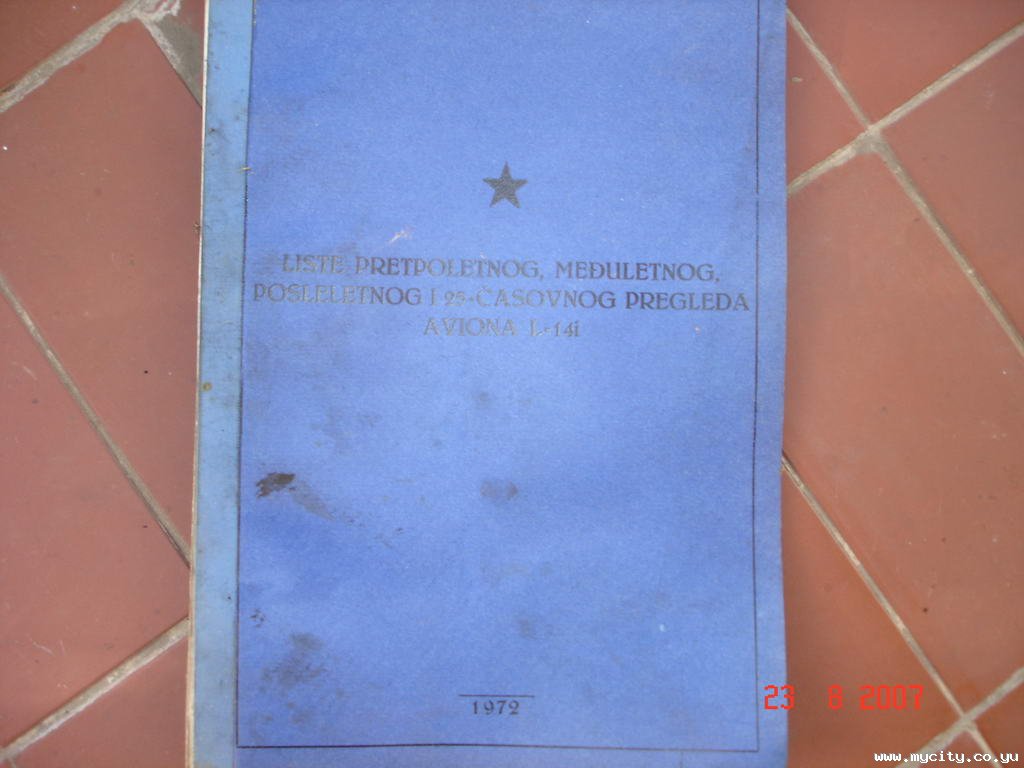 LISTE PRETPOLETNOG, MEĐULETNOG,
POSLELETNOG I 25-ČASOVNOG PREGLEDA
AVIONA L-14i
1972
23 8 2007
www.mycity.co.yu